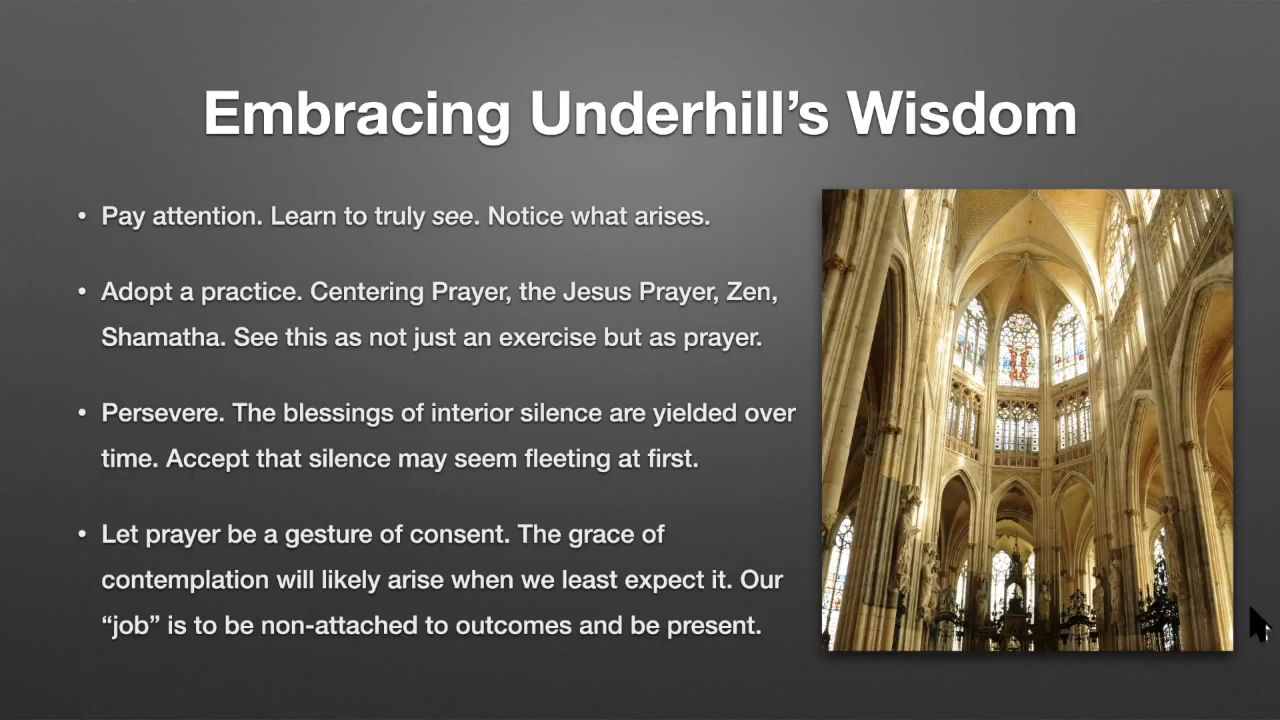 Embracing Underhill’s Wisdom
• Pay attention. Learn to truly see. Notice what arises.
• Adopt a practice. Centering Prayer, the Jesus Prayer, Zen,
Shamatha. See this as not just an exercise but as prayer.
• Persevere. The blessings of interior silence are yielded over
time. Accept that silence may seem fleeting at first.
• Let prayer be a gesture of consent. The grace of
contemplation will likely arise when we least expect it. Our
“job” is to be non-attached to outcomes and be present.